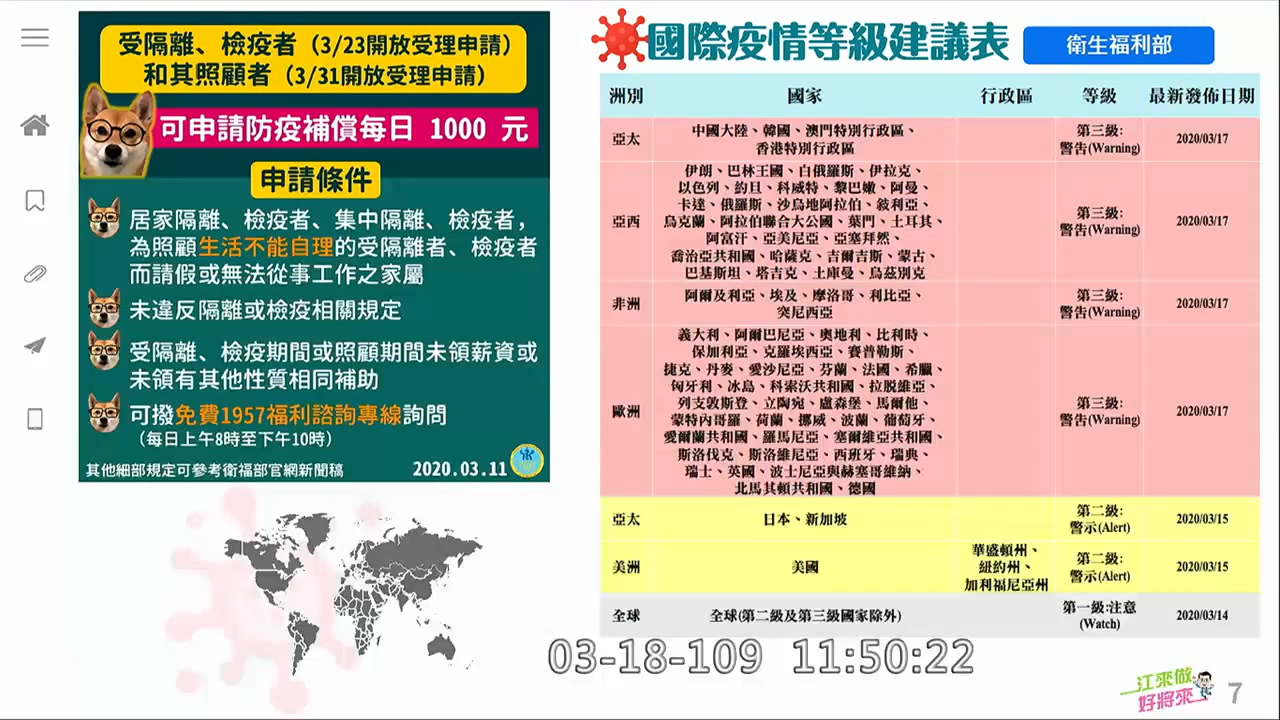 受隔離、檢疫者（3/23開放受理申請）
和其照顧者（3/31開放受理申請）
可申請防疫補償每日 1000 元
申請條件
居家隔離、檢疫者、集中隔離、檢疫者，
為照顧生活不能自理的受隔離者、檢疫者
而請假或無法從事工作之家屬
未違反隔離或檢疫相關規定
受隔離、檢疫期間或照顧期間未領薪資或
未領有其他性質相同補助
可撥免費1957福利諮詢專線詢問
（每日上午8時至下午10時）
其他細部規定可參考衛福部官網新聞稿
2020.03.11
國際疫情等級建議表
衛生福利部
洲別 國家 行政區 等級 最新發佈日期
亞太 中國大陸、韓國、澳門特別行政區、
香港特別行政區
第三級:
警告(Warning)
2020/03/17
亞西 伊朗、巴林王國、白俄羅斯、伊拉克、
以色列、約旦、科威特、黎巴嫩、阿曼、
卡達、俄羅斯、沙烏地阿拉伯、敘利亞、
烏克蘭、阿拉伯聯合大公國、葉門、土耳其、
阿富汗、亞美尼亞、亞塞拜然、
喬治亞共和國、哈薩克、吉爾吉斯、蒙古、
巴基斯坦、塔吉克、土庫曼、烏茲別克
第三級:
警告(Warning)
2020/03/17
非洲 阿爾及利亞、埃及、摩洛哥、利比亞、
突尼西亞
第三級:
警告(Warning)
2020/03/17
歐洲 義大利、阿爾巴尼亞、奧地利、比利時、
保加利亞、克羅埃西亞、賽普勒斯、
捷克、丹麥、愛沙尼亞、芬蘭、法國、希臘、
匈牙利、冰島、科索沃共和國、拉脫維亞、
列支敦斯登、立陶宛、盧森堡、馬爾他、
蒙特內哥羅、荷蘭、挪威、波蘭、葡萄牙、
愛爾蘭共和國、羅馬尼亞、塞爾維亞共和國、
斯洛伐克、斯洛維尼亞、西班牙、瑞典、
瑞士、英國、波士尼亞與赫塞哥維納、
北馬其頓共和國、德國
第三級:
警告(Warning)
2020/03/17
亞太 日本、新加坡
第二級:
警示(Alert)
2020/03/15
美洲 美國
華盛頓州、
紐約州、
加利福尼亞州
第二級:
警示(Alert)
2020/03/15
全球 全球(第二級及第三級國家除外)
第一級:注意
(Watch)
2020/03/14
03-18-109 11:50:22
江來做
好將來
7